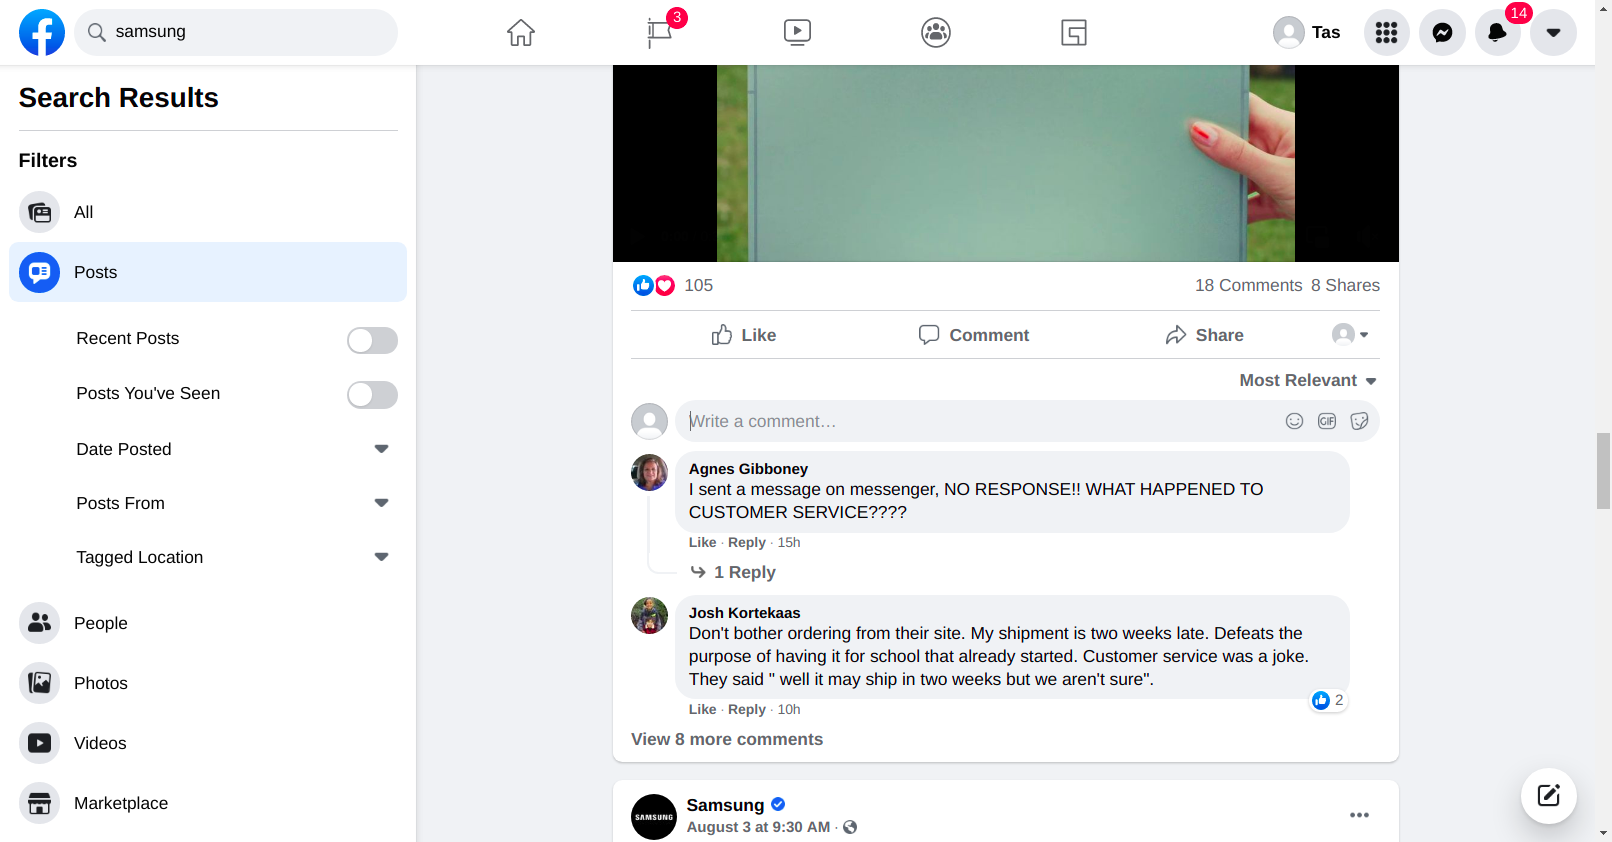 samsung
3
Tas
14
Search Results
Filters
All
Posts
Recent Posts
Posts You've Seen
Date Posted
Posts From
Tagged Location
People
Photos
Videos
Marketplace
105
18 Comments 8 Shares
Like
Comment
Share
Most Relevant
Write a comment…
GIF
Agnes Gibboney
I sent a message on messenger, NO RESPONSE!! WHAT HAPPENED TO
CUSTOMER SERVICE????
Like · Reply · 15h
1 Reply
Josh Kortekaas
Don't bother ordering from their site. My shipment is two weeks late. Defeats the
purpose of having it for school that already started. Customer service was a joke.
They said " well it may ship in two weeks but we aren't sure".
2
Like · Reply · 10h
View 8 more comments
SAMSUNG
Samsung
August 3 at 9:30 AM ·